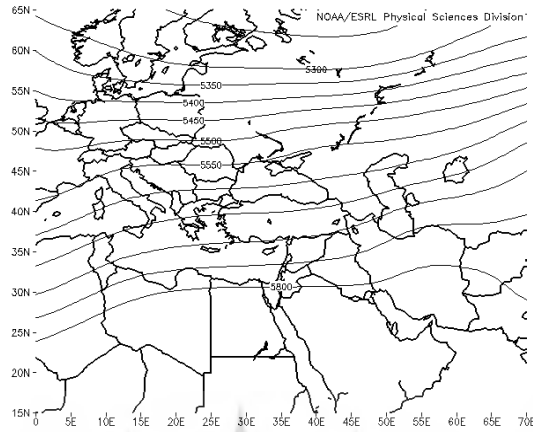 NOAA/ESRL Physical Sciences Division
65N
60N
5300
5350
55N
5400
5450
50N
5500
5550
45N
40N
35N
30N
5800
25N
20N
15N
0 5E 10E 15E 20E 25E 30E 35E 40E 45E 50E 55E 60E 65E 70E